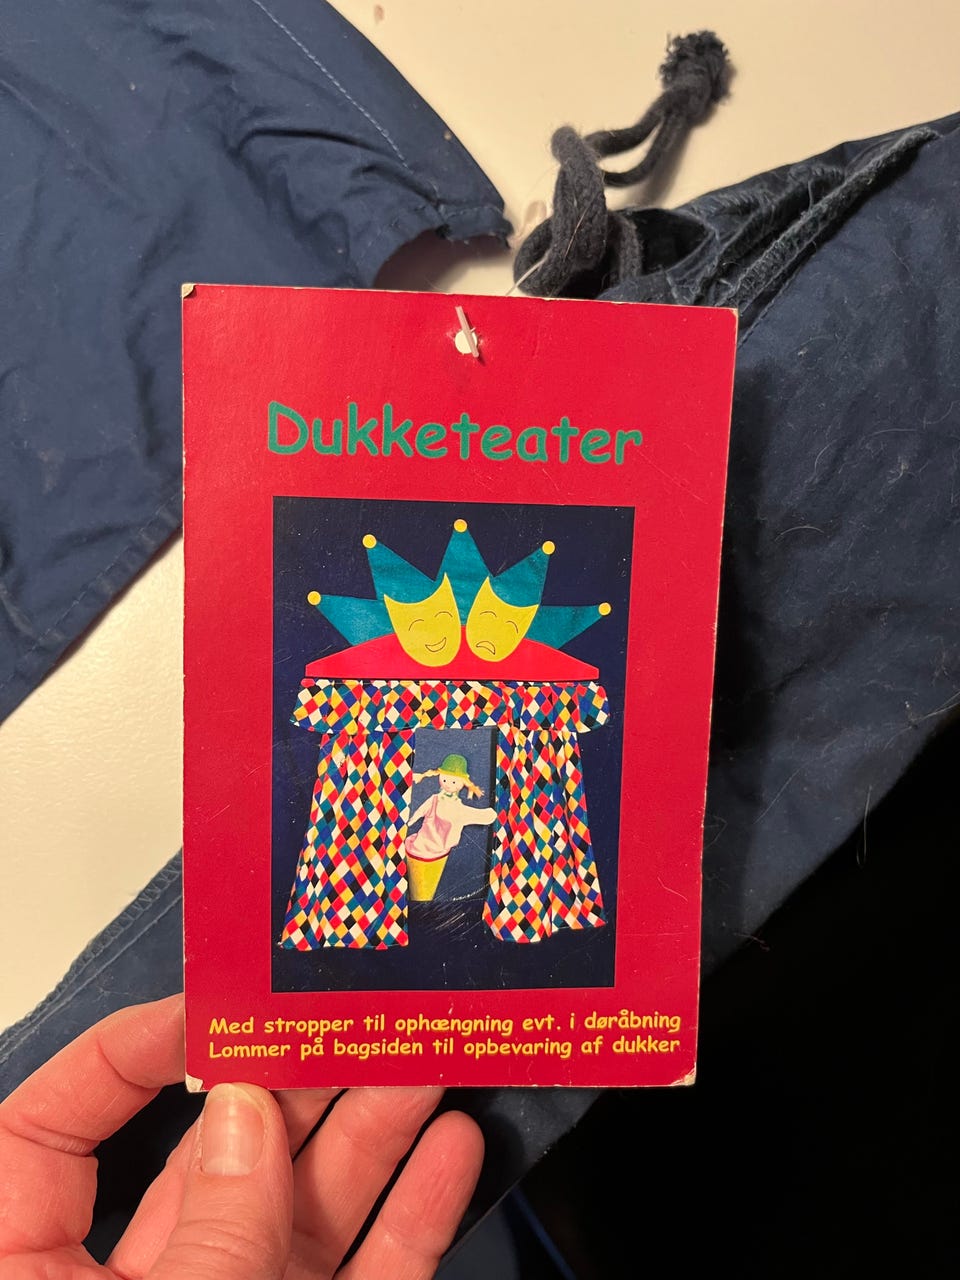 Dukketeater
Med stropper til ophængning evt. i døråbning
Lommer på bagsiden til opbevaring af dukker